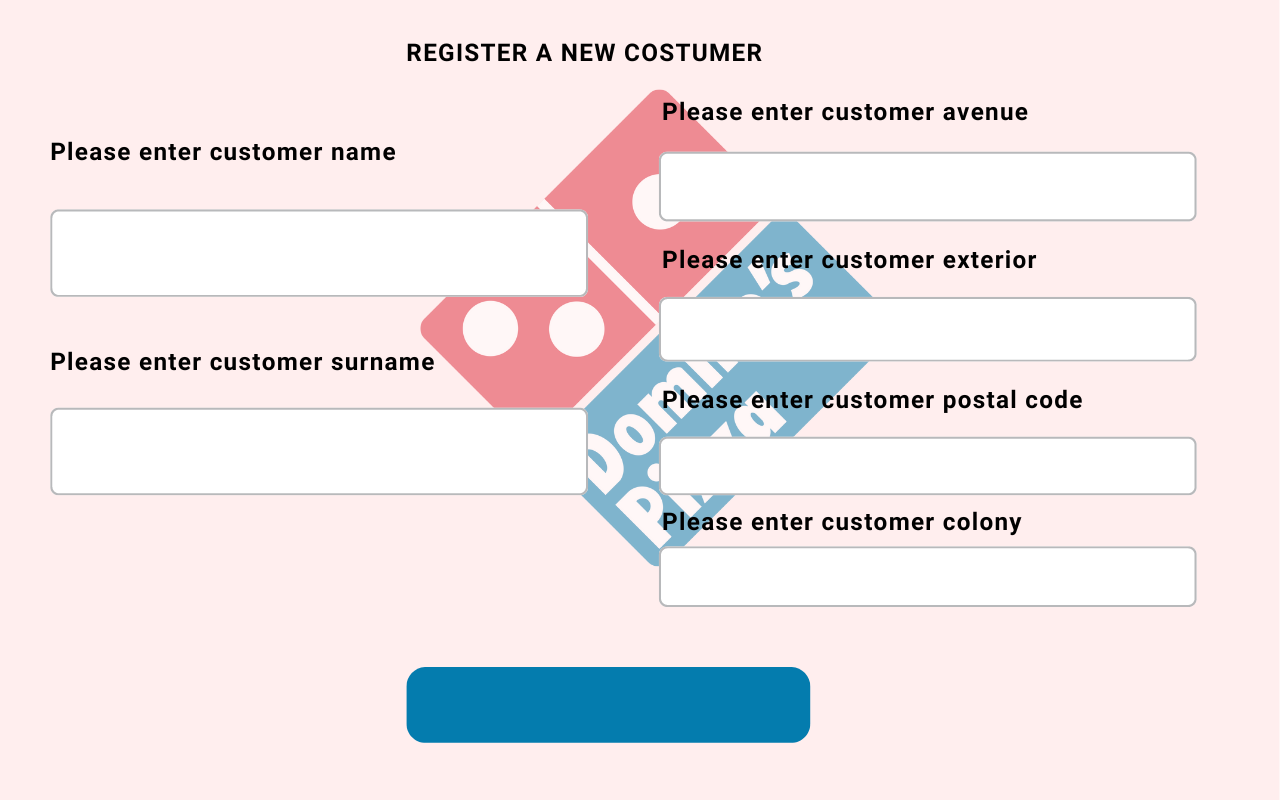 REGISTER A NEW COSTUMER
Please enter customer name
Please enter customer surname
Please enter customer avenue
Please enter customer exterior
Please enter customer postal code
Please enter customer colony
Pizza